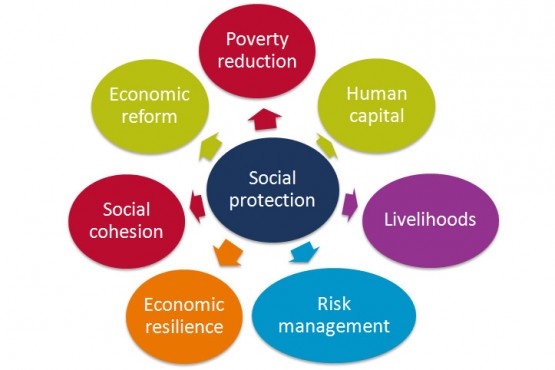 Poverty
reduction
Human
capital
Livelihoods
Risk
management
Economic
resilience
Social
cohesion
Economic
reform
Social
protection